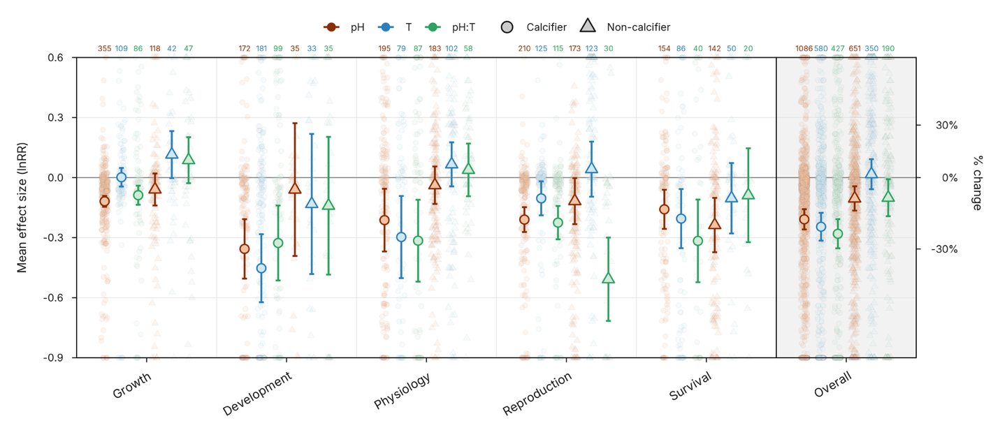 pH T pH:T Calcifier Non-calcifier
355 109 86 118 42 47 172 181 99 35 33 35 195 79 87 183 102 58 210 125 115 173 123 30 154 86 40 142 50 20 1086 580 427 651 350 190
0.6
0.3
0.0
-0.3
-0.6
-0.9
Mean effect size (lnRR)
30%
0%
-30%
% change
Growth Development Physiology Reproduction Survival Overall